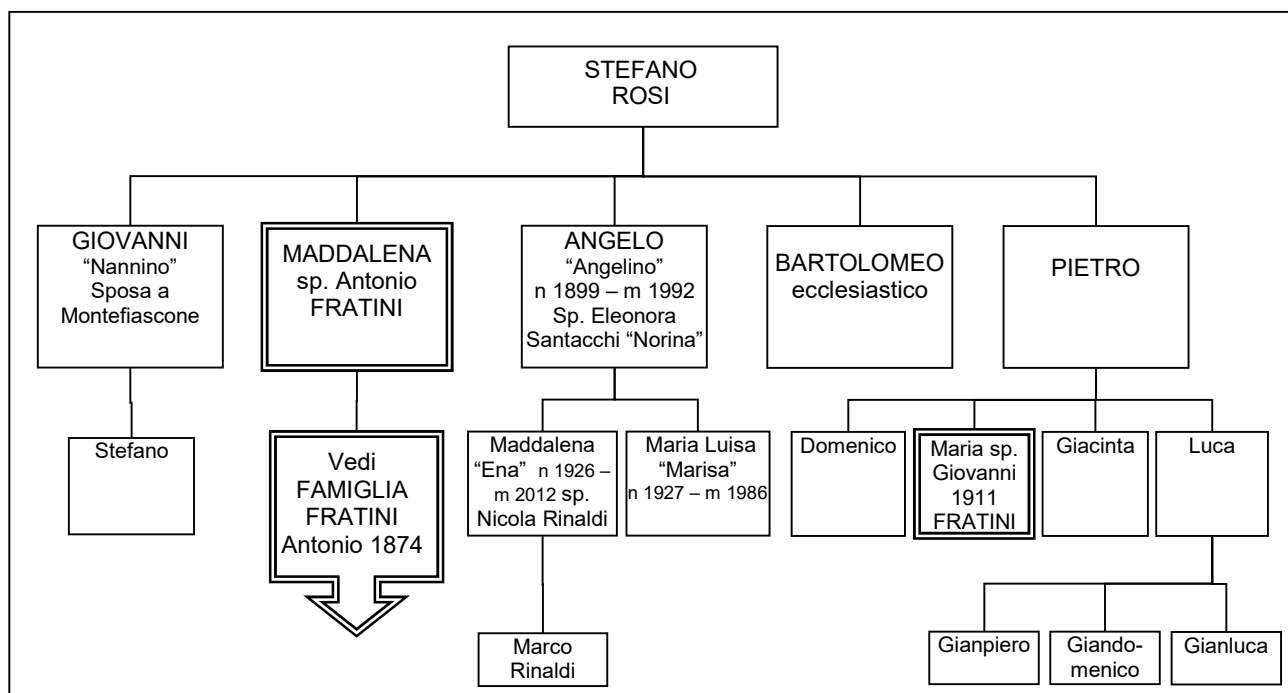 STEFANO
ROSI
GIOVANNI
“Nannino”
Sposa a
Montefiascone
MADDALENA
sp. Antonio
FRATINI
ANGELO
“Angelino”
n 1899 – m 1992
Sp. Eleonora
Santacchi “Norina”
BARTOLOMEO
ecclesiastico
PIETRO
Stefano
Vedi
FAMIGLIA
FRATINI
Antonio 1874
Maddalena
“Ena” n 1926 –
m 2012 sp.
Nicola Rinaldi
Maria Luisa
“Marisa”
n 1927 – m 1986
Domenico
Maria sp.
Giovanni
1911
FRATINI
Giacinta
Luca
Marco
Rinaldi
Gianpiero
Giando-
menico
Gianluca